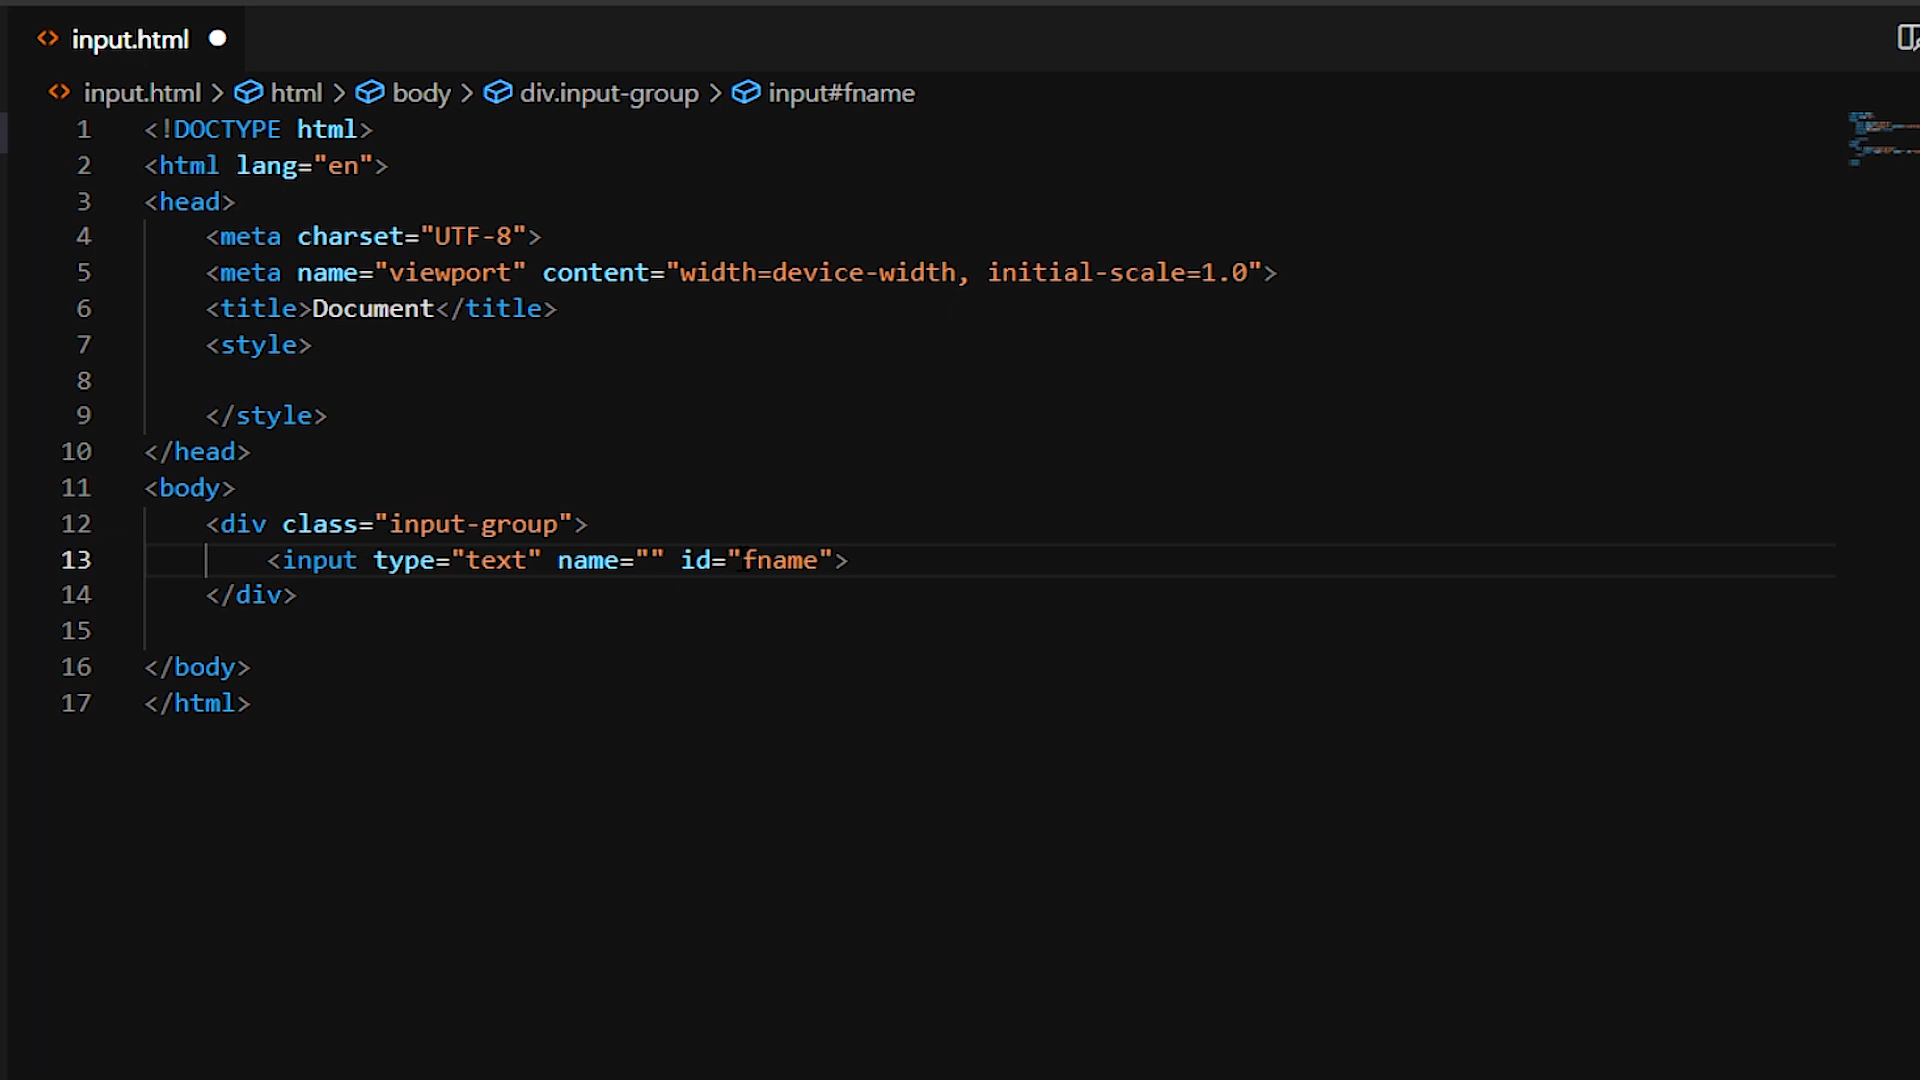 input.html
input.html > html > body > div.input-group > input#fname
1 <!DOCTYPE html>
2 <html lang="en">
3 <head>
4     <meta charset="UTF-8">
5     <meta name="viewport" content="width=device-width, initial-scale=1.0">
6     <title>Document</title>
7     <style>
8
9     </style>
10 </head>
11 <body>
12     <div class="input-group">
13         <input type="text" name="" id="fname">
14     </div>
15
16 </body>
17 </html>